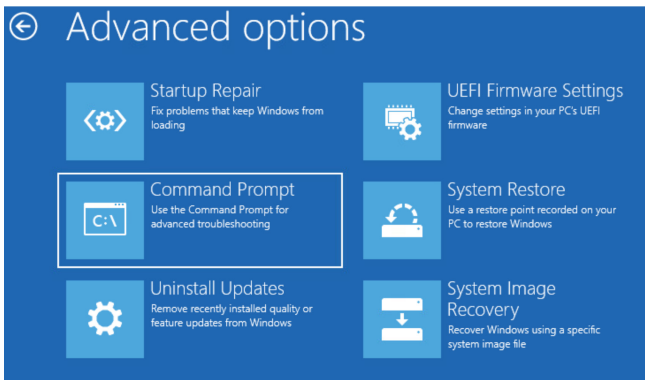 Advanced options
Startup Repair
Fix problems that keep Windows from
loading
C:\
Command Prompt
Use the Command Prompt for
advanced troubleshooting
Uninstall Updates
Remove recently installed quality or
feature updates from Windows
UEFI Firmware Settings
Change settings in your PC's UEFI
firmware
System Restore
Use a restore point recorded on your
PC to restore Windows
System Image
Recovery
Recover Windows using a specific
system image file